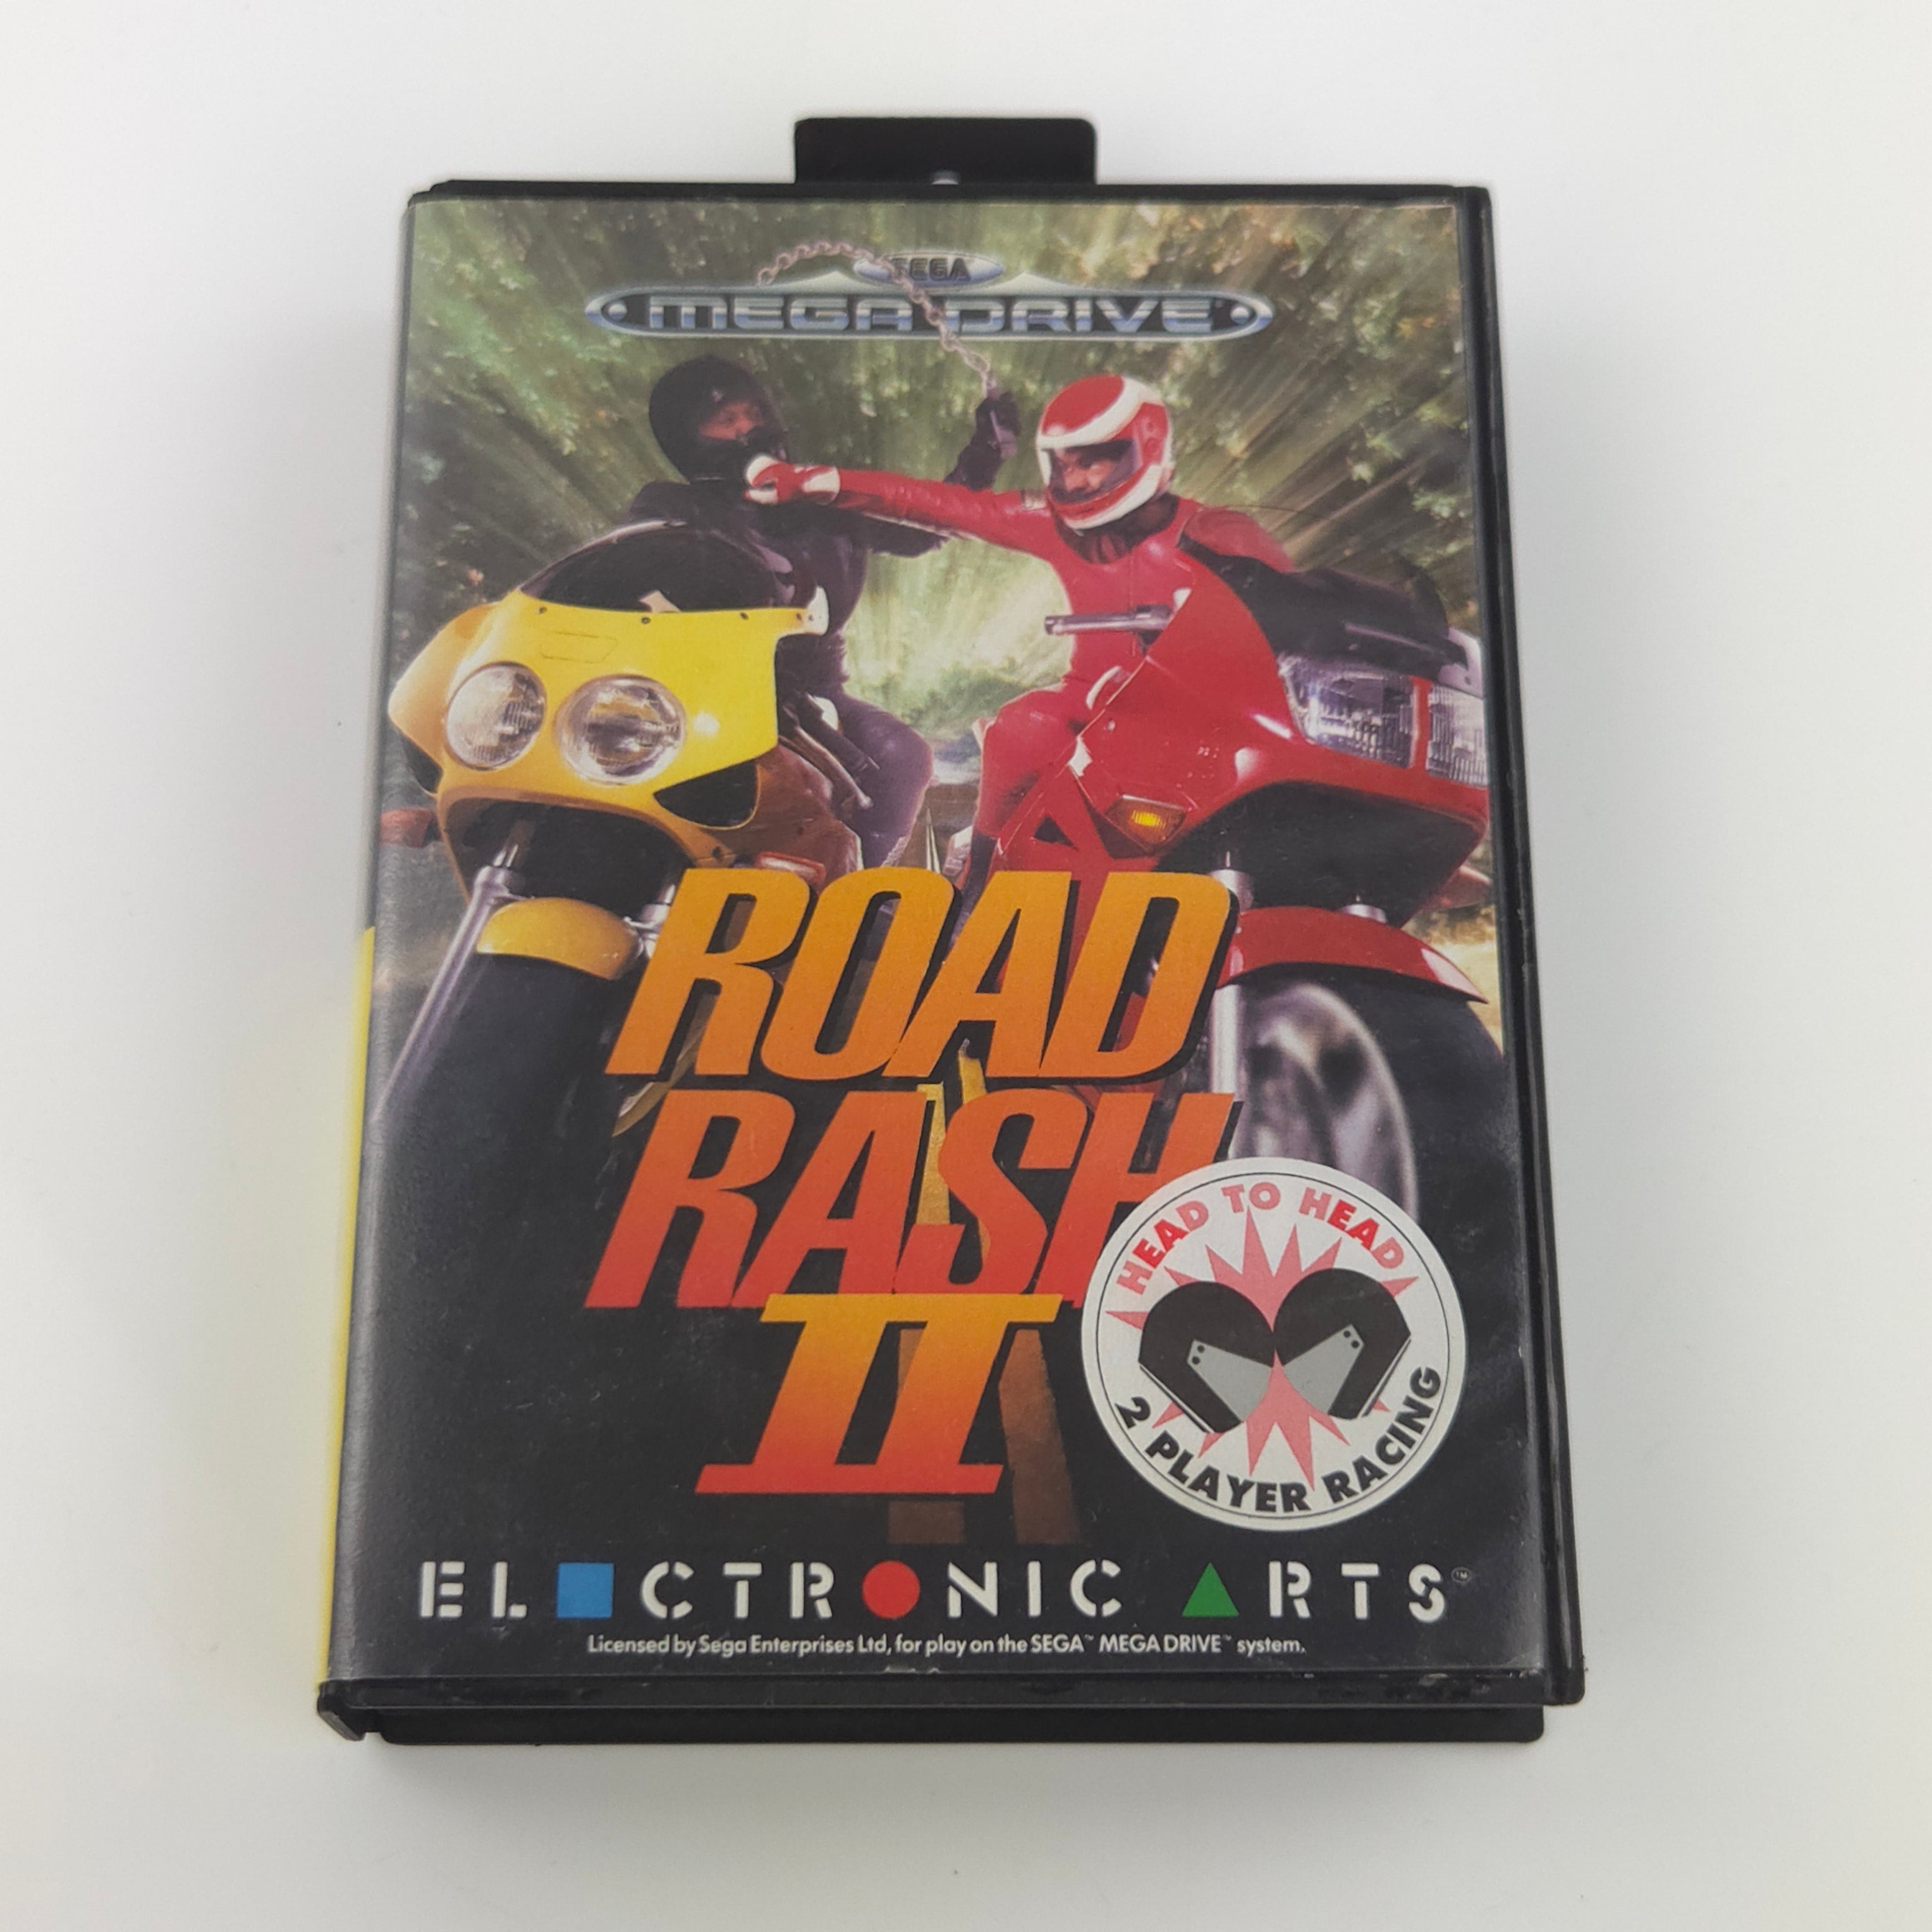 SEGA
MEGA DRIVE
ROAD
RASH
II
HEAD TO HEAD
2 PLAYER RACING
ELECTRONIC ARTS™
Licensed by Sega Enterprises Ltd, for play on the SEGA™ MEGA DRIVE™ system.